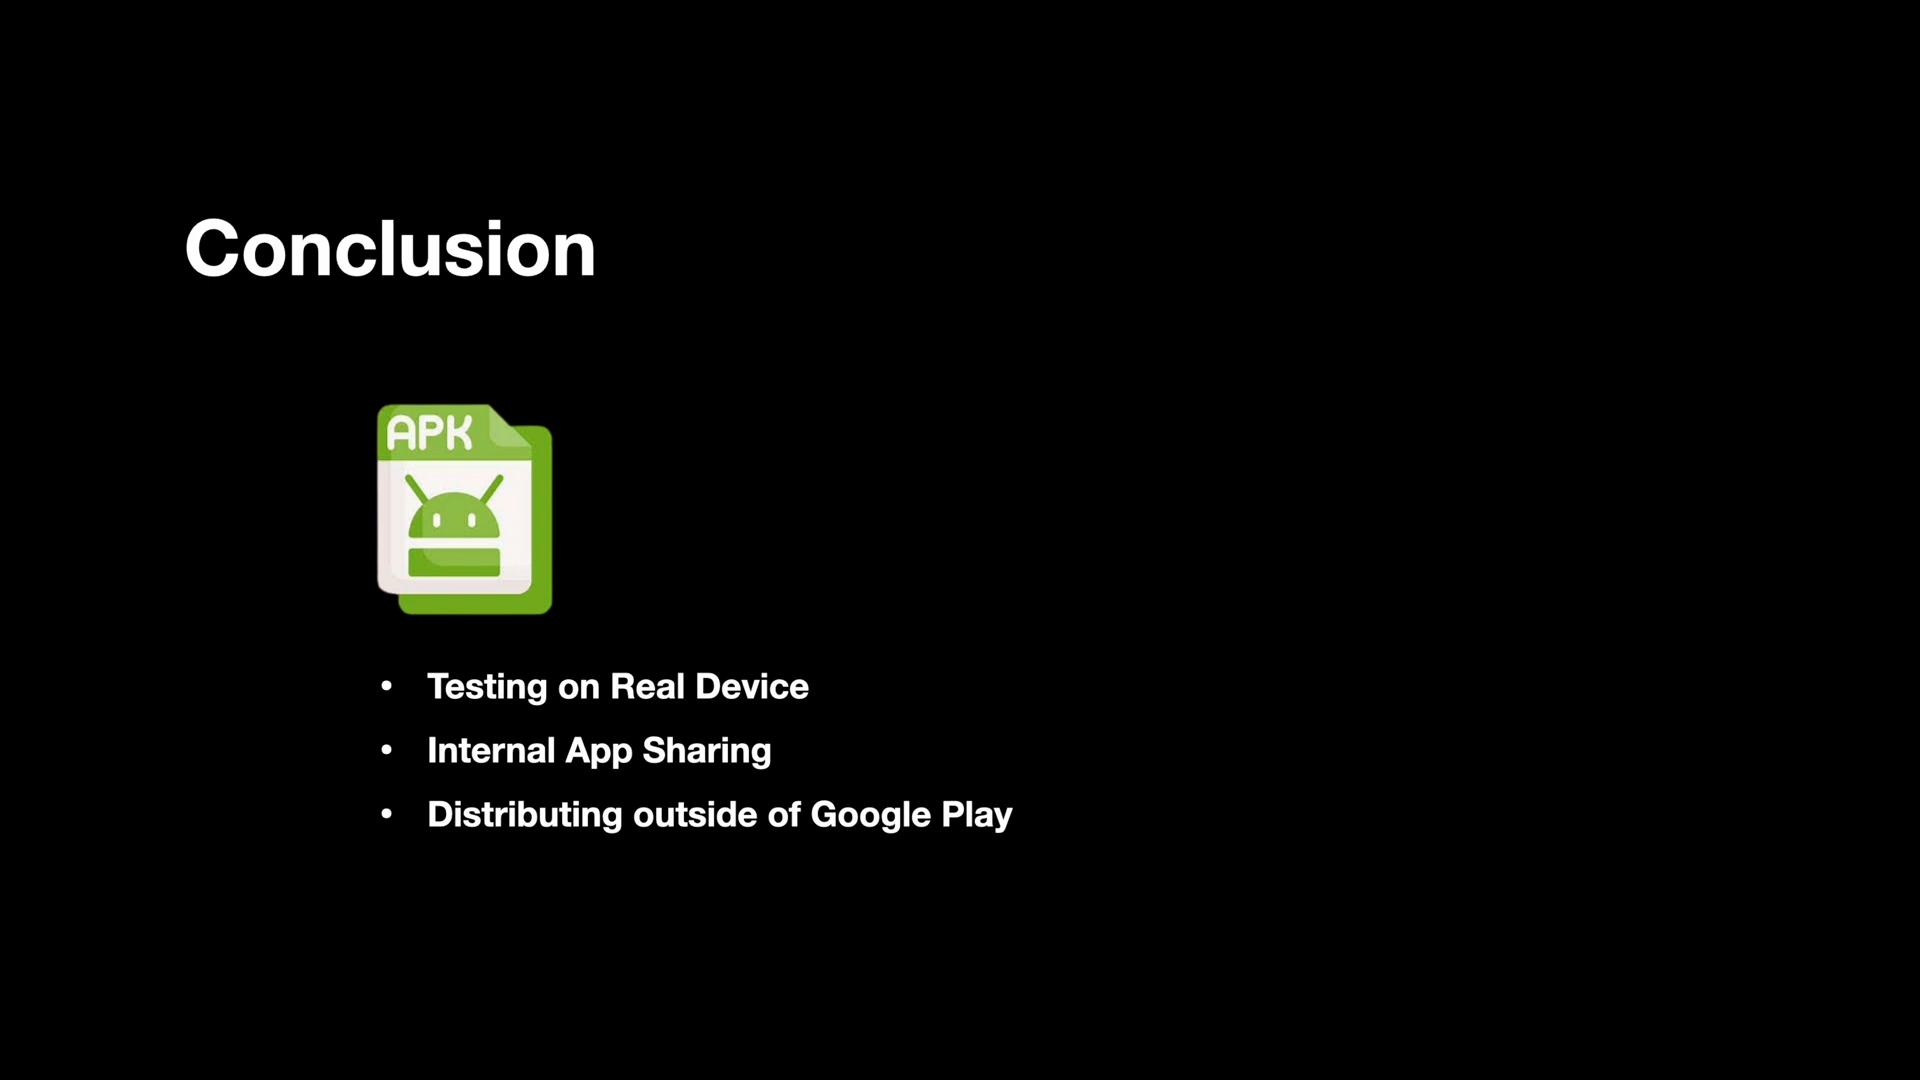 Conclusion
APK
• Testing on Real Device
• Internal App Sharing
• Distributing outside of Google Play